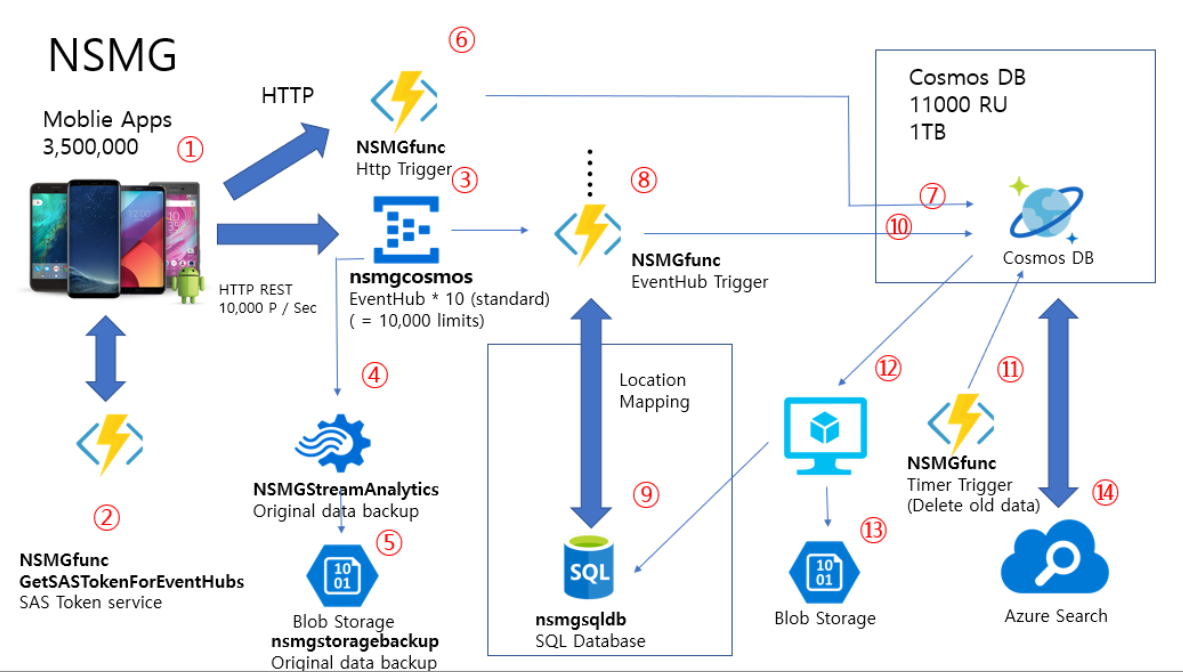 NSMG
Moblie Apps
3,500,000
①
HTTP
⑥
NSMGfunc
Http Trigger
③
nsmgcosmos
EventHub * 10 (standard)
( = 10,000 limits)
HTTP REST
10,000 P / Sec
⑧
NSMGfunc
EventHub Trigger
Cosmos DB
11000 RU
1TB
⑦
⑩
Cosmos DB
④
NSMGStreamAnalytics
Original data backup
⑤
10
01
Blob Storage
nsmgstoragebackup
Original data backup
②
NSMGfunc
GetSASTokenForEventHubs
SAS Token service
Location
Mapping
⑨
SQL
nsmgsqldb
SQL Database
⑫
⑬
10
01
Blob Storage
⑪
NSMGfunc
Timer Trigger
(Delete old data)
⑭
Azure Search